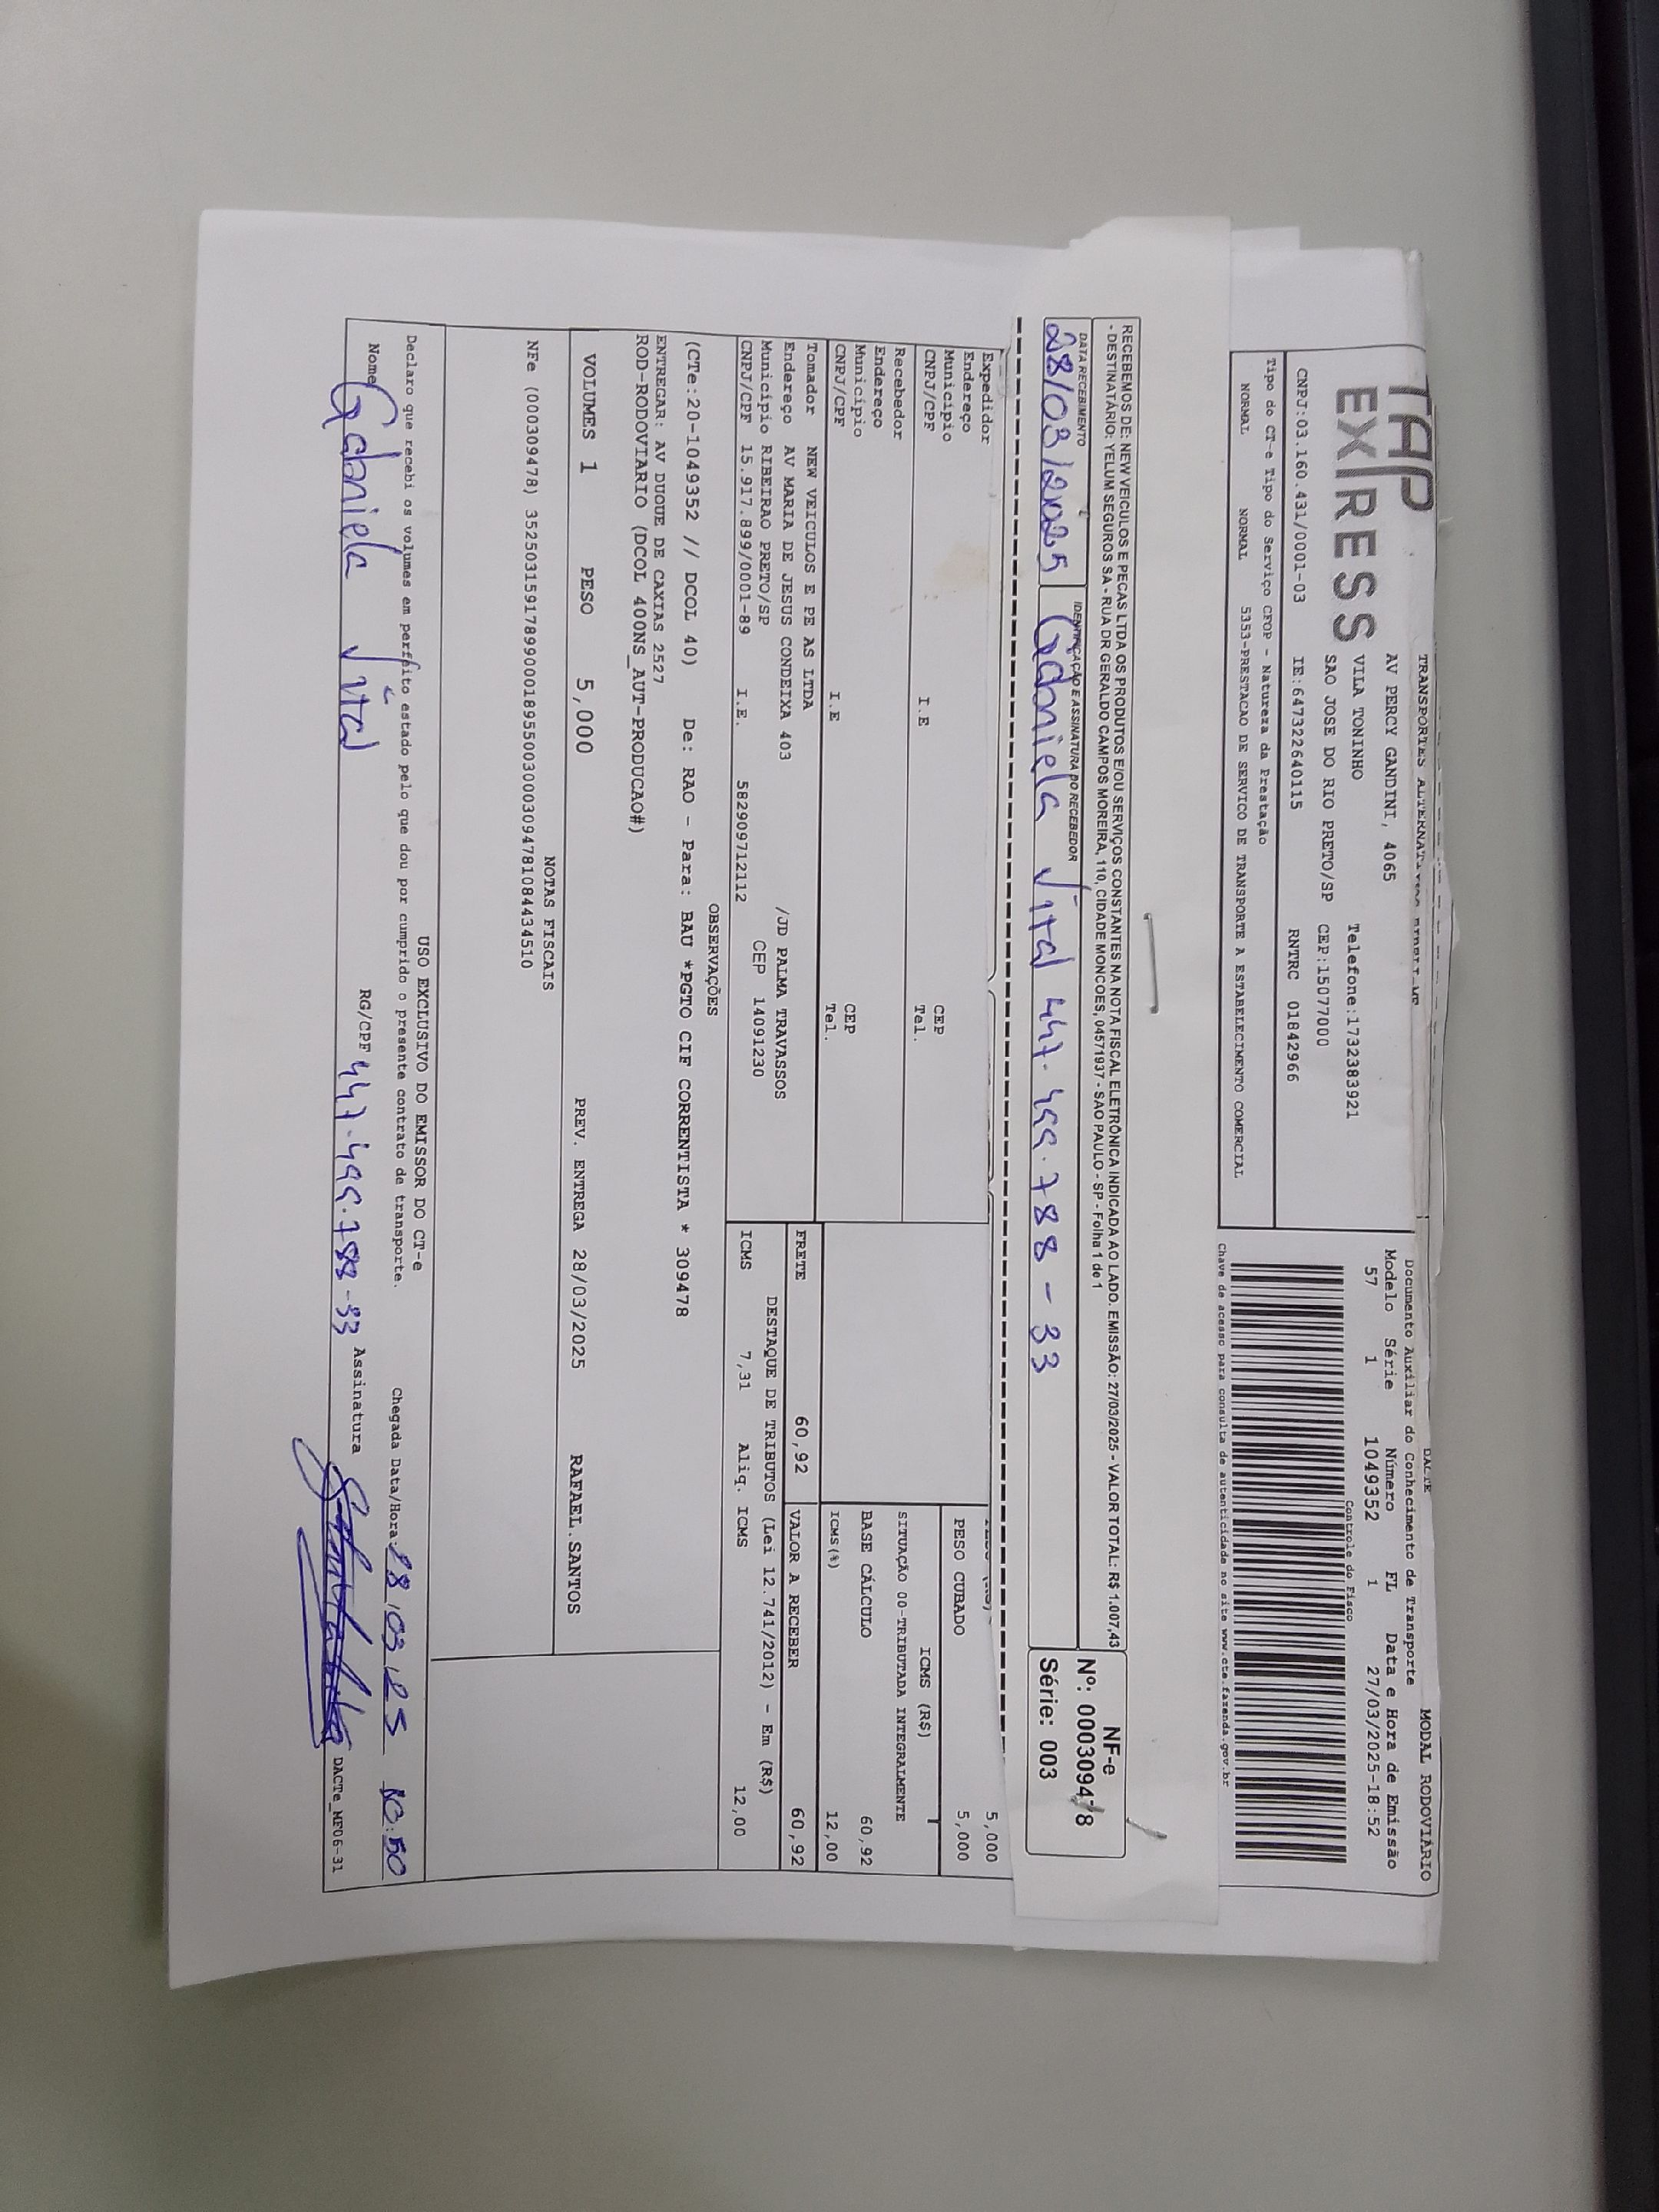 TAP
EXPRESS
AV PERCY GANDINI, 4065
VILA TONINHO Telefone:1732383921
SAO JOSE DO RIO PRETO/SP CEP:15077000
CNPJ:03.160.431/0001-03 IE:647322640115 RNTRC 01842966
Tipo do CT-e Tipo do Serviço CFOP - Natureza da Prestação
NORMAL NORMAL 5353-PRESTACAO DE SERVICO DE TRANSPORTE A ESTABELECIMENTO COMERCIAL
DACTE MODAL RODOVIÁRIO
Documento Auxiliar do Conhecimento de Transporte
Modelo Série Número FL Data e Hora de Emissão
57 1 1049352 1 27/03/2025-18:52
Controle do Fisco
Chave de acesso para consulta de autenticidade no site www.cte.fazenda.gov.br
RECEBEMOS DE: NEW VEICULOS E PECAS LTDA OS PRODUTOS E/OU SERVIÇOS CONSTANTES NA NOTA FISCAL ELETRÔNICA INDICADA AO LADO. EMISSÃO: 27/03/2025 - VALOR TOTAL: R$ 1.007,43
- DESTINATÁRIO: YELUM SEGUROS SA - RUA DR GERALDO CAMPOS MOREIRA, 110, CIDADE MONCOES, 04571937 - SAO PAULO - SP - Folha 1 de 1
DATA RECEBIMENTO IDENTIFICAÇÃO E ASSINATURA DO RECEBEDOR
28/03/2025 Gabriela Vital 447.499.788-33
NF-e
Nº: 000309478
Série: 003
Expedidor
Endereço
Município CEP
CNPJ/CPF I.E Tel.
Recebedor
Endereço
Município CEP
CNPJ/CPF I.E Tel.
5,000
PESO CUBADO 5,000
ICMS (R$)
SITUAÇÃO 00-TRIBUTADA INTEGRALMENTE
BASE CÁLCULO 60,92
ICMS(%) 12,00
Tomador NEW VEICULOS E PE AS LTDA
Endereço AV MARIA DE JESUS CONDEIXA 403 /JD PALMA TRAVASSOS
Município RIBEIRAO PRETO/SP CEP 14091230
CNPJ/CPF 15.917.899/0001-89 I.E. 582909712112
FRETE 60,92 VALOR A RECEBER 60,92
DESTAQUE DE TRIBUTOS (Lei 12.741/2012) - Em (R$)
ICMS 7,31 Aliq. ICMS 12,00
OBSERVAÇÕES
(CTe:20-1049352 // DCOL 40) De: RAO - Para: BAU *PGTO CIF CORRENTISTA * 309478
ENTREGAR: AV DUQUE DE CAXIAS 2527
ROD-RODOVIARIO (DCOL 400NS_AUT-PRODUCAO#)
VOLUMES 1 PESO 5,000 PREV. ENTREGA 28/03/2025 RAFAEL.SANTOS
NOTAS FISCAIS
NFe (000309478) 35250315917899000189550030003094781084434510
USO EXCLUSIVO DO EMISSOR DO CT-e
Declaro que recebi os volumes em perfeito estado pelo que dou por cumprido o presente contrato de transporte. Chegada Data/Hora: 28/03/25 10:50
Nome Gabriela Vital RG/CPF 447.499.788-33 Assinatura
DACTe_NF06-31